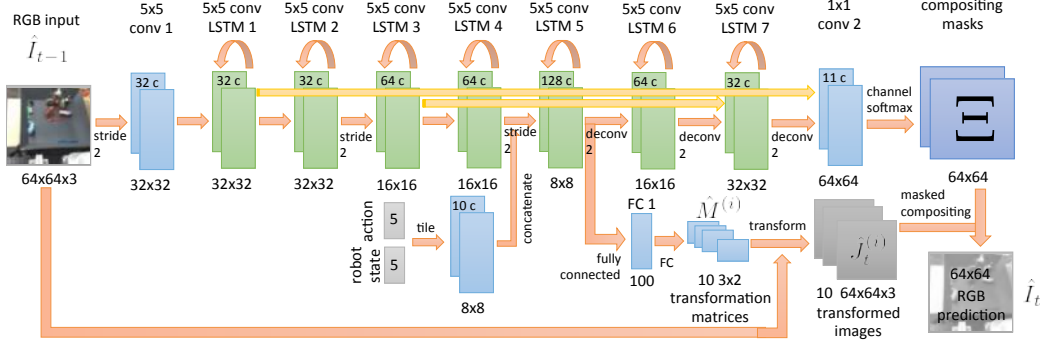 RGB input
Î_{t-1}
5x5
conv 1
5x5 conv
LSTM 1
5x5 conv
LSTM 2
5x5 conv
LSTM 3
5x5 conv
LSTM 4
5x5 conv
LSTM 5
5x5 conv
LSTM 6
5x5 conv
LSTM 7
1x1
conv 2
compositing
masks
32 c
32 c
32 c
64 c
64 c
128 c
64 c
32 c
11 c
stride
2
stride
2
stride
2
deconv
2
deconv
2
deconv
2
channel
softmax
Ξ
64x64x3
32x32
32x32
32x32
16x16
16x16
8x8
16x16
32x32
64x64
64x64
action
5
robot
state
5
tile
10 c
8x8
concatenate
fully
connected
FC 1
100
FC
M̂^{(i)}
10 3x2
transformation
matrices
transform
Ĵ_t^{(i)}
10 64x64x3
transformed
images
masked
compositing
64x64
RGB
prediction
Î_t